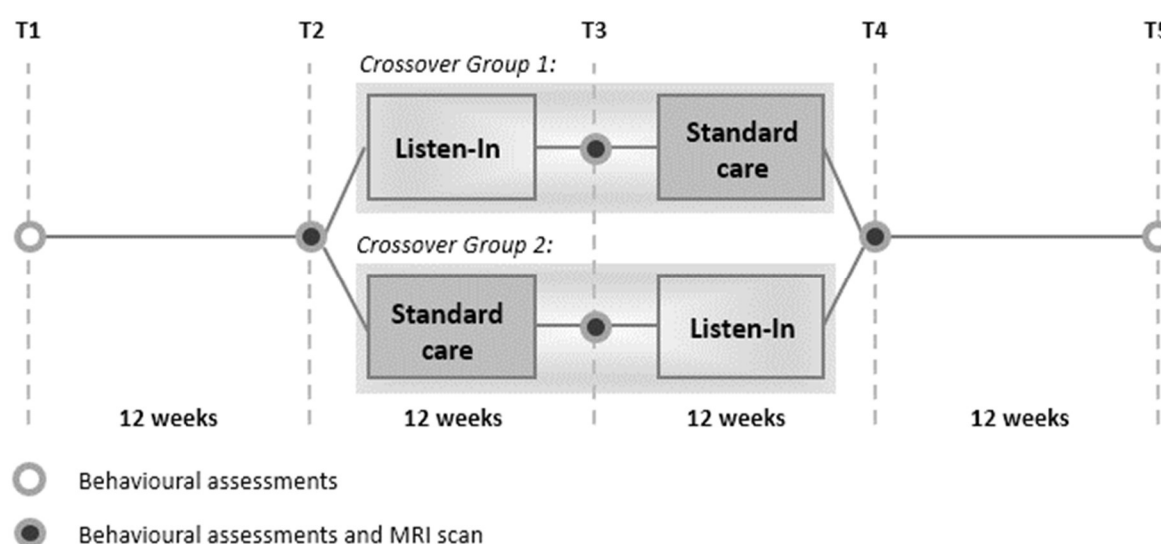 T1 T2 T3 T4 T5
Crossover Group 1:
Listen-In
Standard
care
Crossover Group 2:
Standard
care
Listen-In
12 weeks 12 weeks 12 weeks 12 weeks
Behavioural assessments
Behavioural assessments and MRI scan